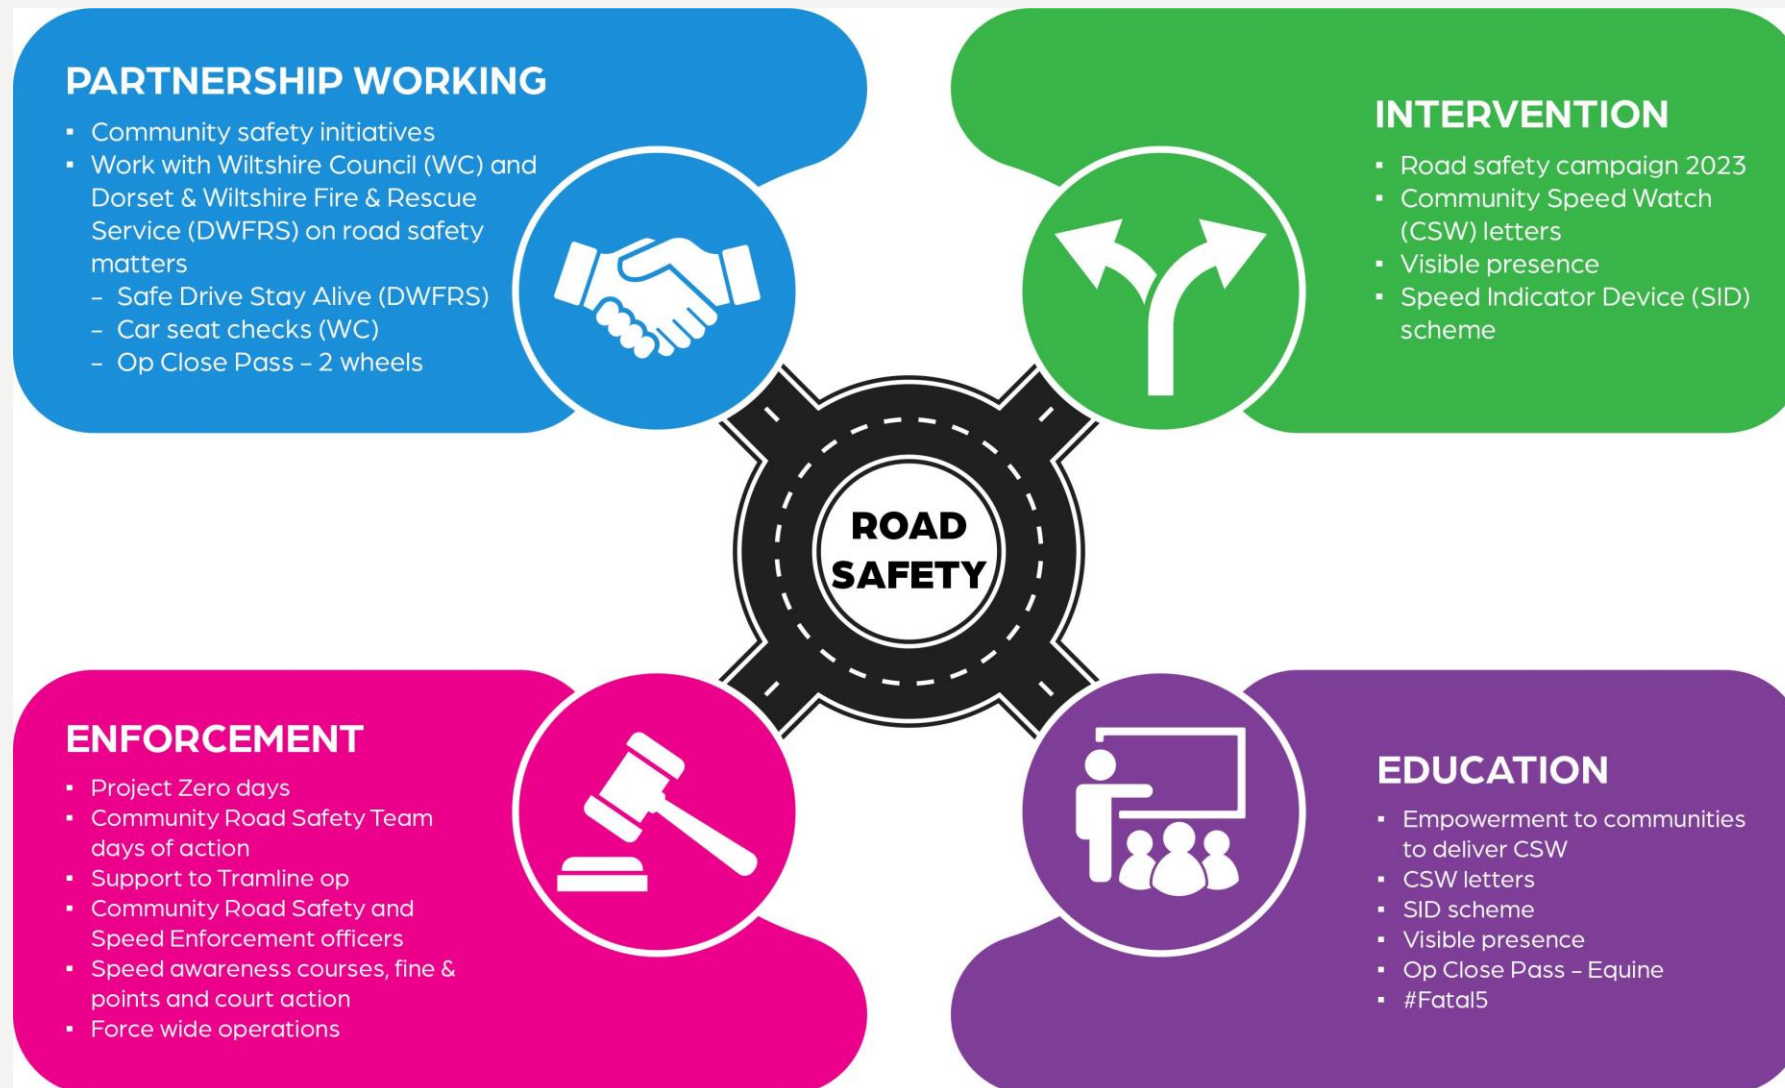 PARTNERSHIP WORKING
▪ Community safety initiatives
▪ Work with Wiltshire Council (WC) and
Dorset & Wiltshire Fire & Rescue
Service (DWFRS) on road safety
matters
– Safe Drive Stay Alive (DWFRS)
– Car seat checks (WC)
– Op Close Pass – 2 wheels
INTERVENTION
▪ Road safety campaign 2023
▪ Community Speed Watch
(CSW) letters
▪ Visible presence
▪ Speed Indicator Device (SID)
scheme
ROAD
SAFETY
ENFORCEMENT
▪ Project Zero days
▪ Community Road Safety Team
days of action
▪ Support to Tramline op
▪ Community Road Safety and
Speed Enforcement officers
▪ Speed awareness courses, fine &
points and court action
▪ Force wide operations
EDUCATION
▪ Empowerment to communities
to deliver CSW
▪ CSW letters
▪ SID scheme
▪ Visible presence
▪ Op Close Pass – Equine
▪ #Fatal5